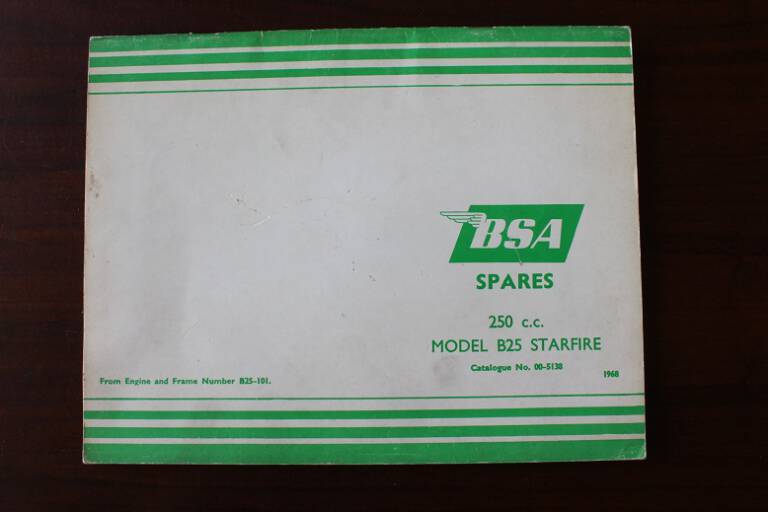 BSA
SPARES
250 c.c.
MODEL B25 STARFIRE
Catalogue No. 00-5138
From Engine and Frame Number B25-101.
1968